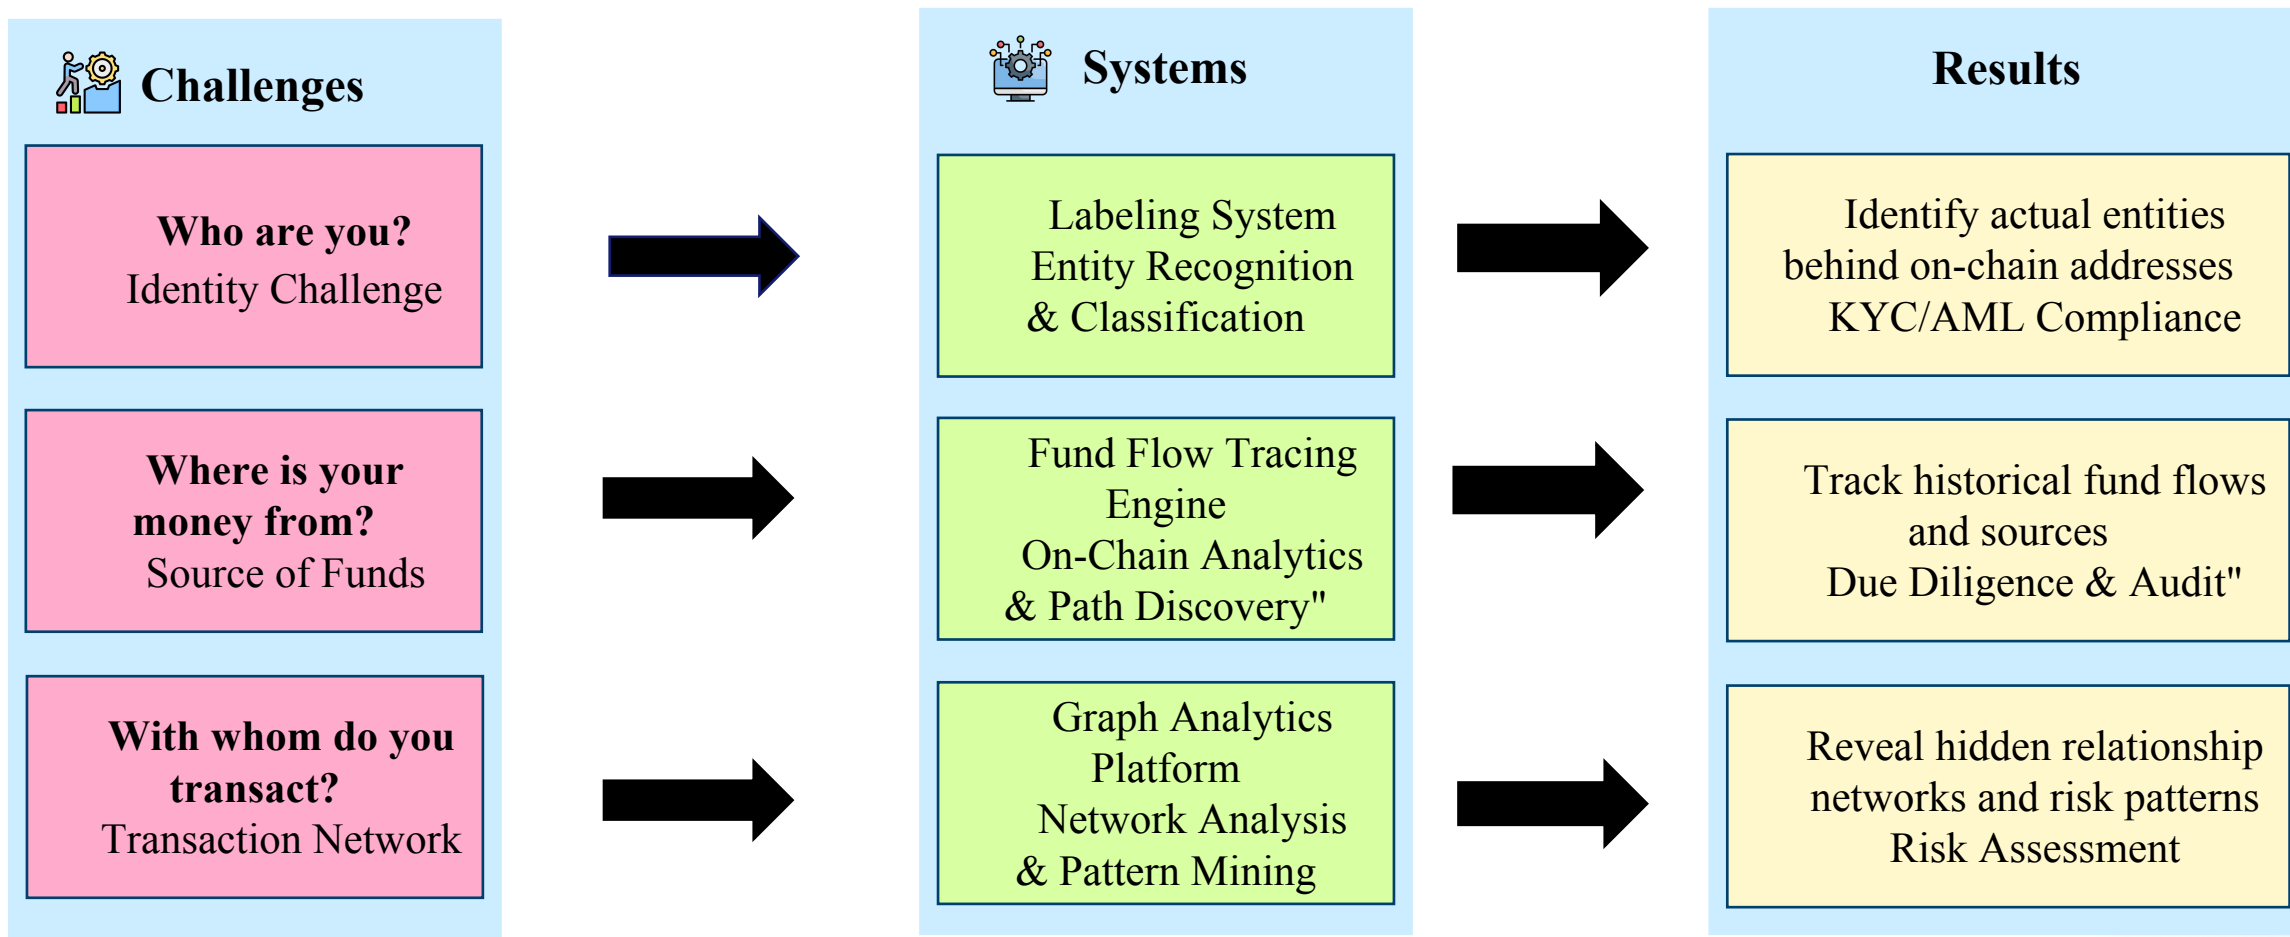 Challenges
Who are you?
Identity Challenge
Where is your
money from?
Source of Funds
With whom do you
transact?
Transaction Network
Systems
Labeling System
Entity Recognition
& Classification
Fund Flow Tracing
Engine
On-Chain Analytics
& Path Discovery"
Graph Analytics
Platform
Network Analysis
& Pattern Mining
Results
Identify actual entities
behind on-chain addresses
KYC/AML Compliance
Track historical fund flows
and sources
Due Diligence & Audit"
Reveal hidden relationship
networks and risk patterns
Risk Assessment